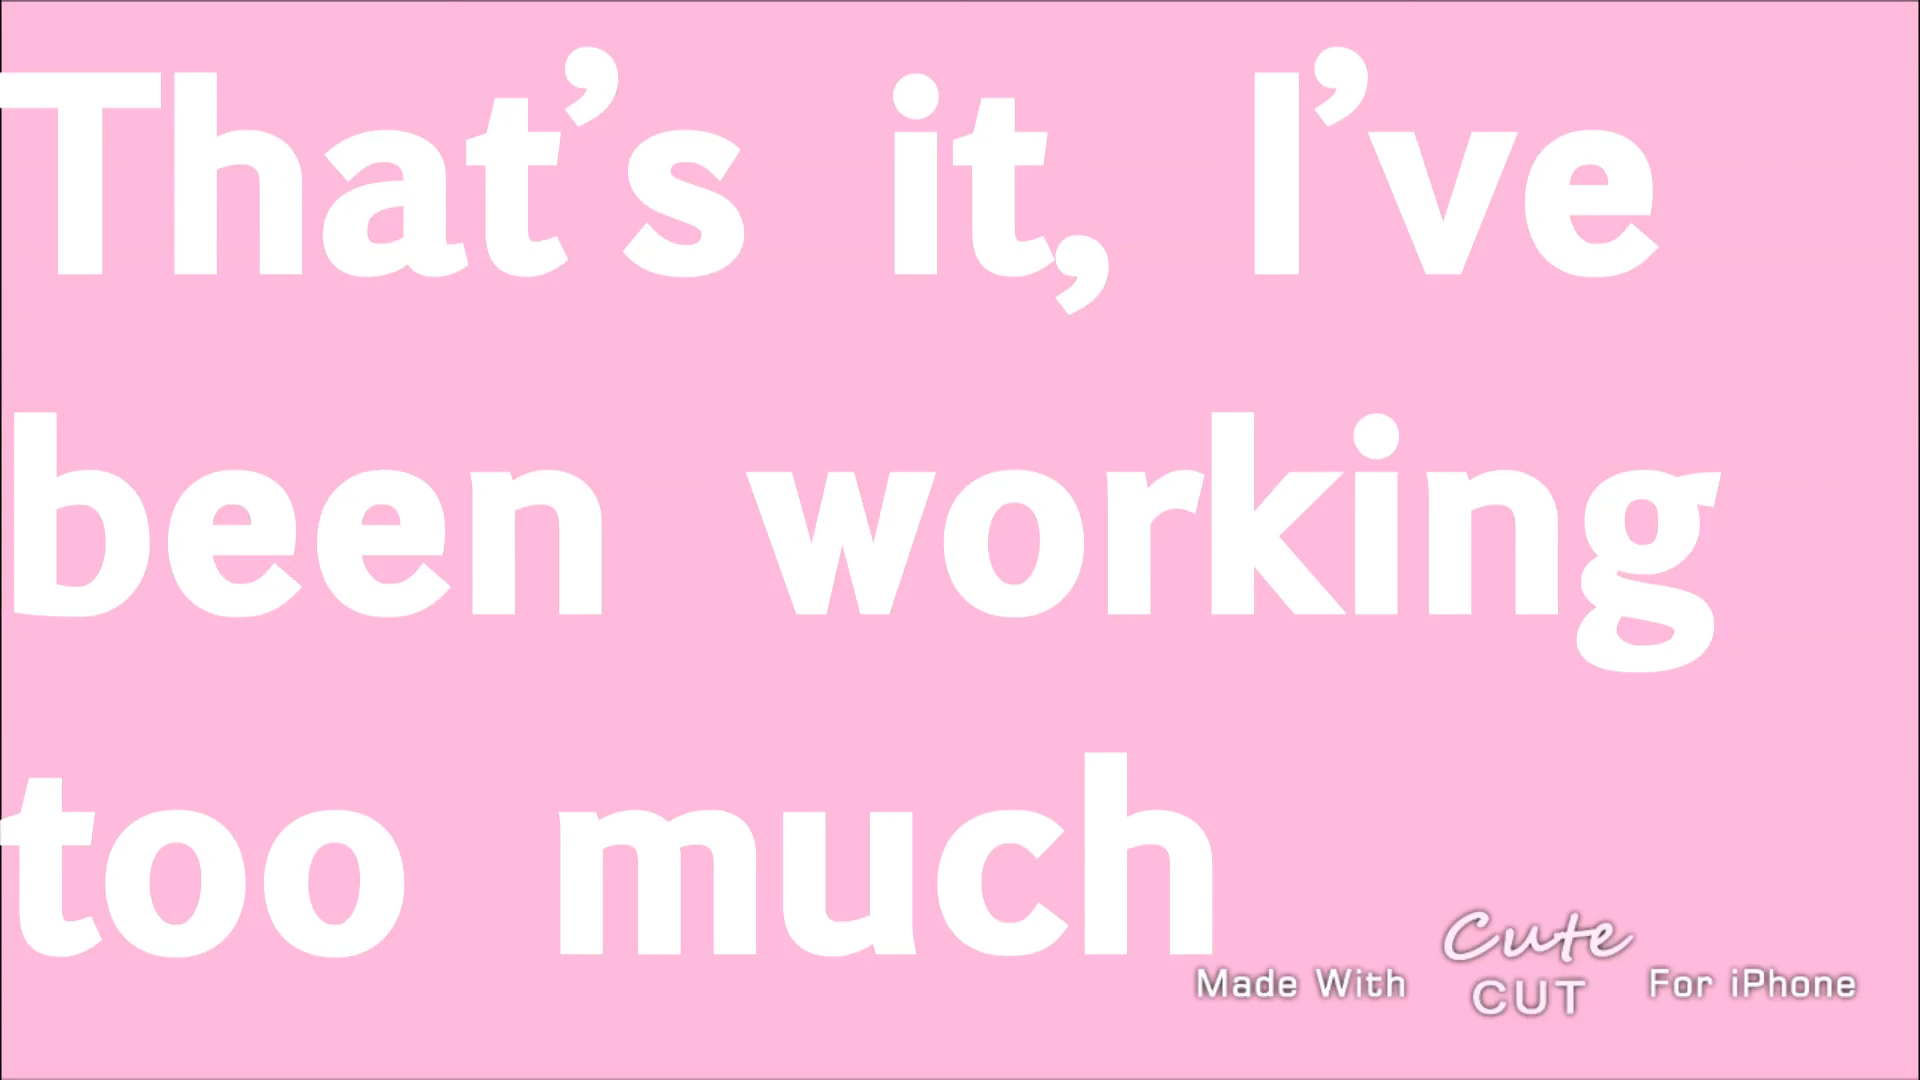 That’s it, I’ve
been working
too much
Made With Cute CUT For iPhone